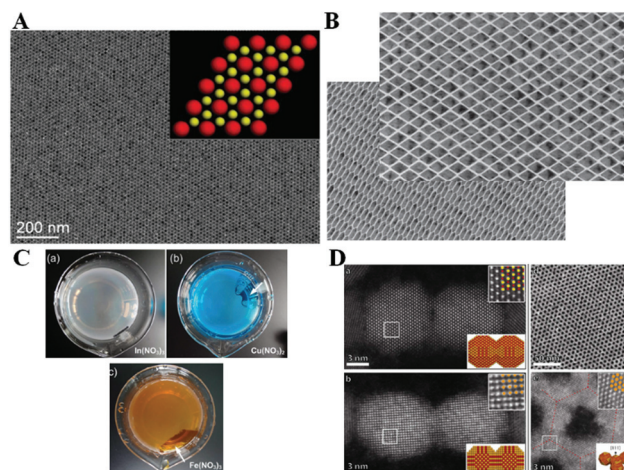 A
B
200 nm
C
(a)
(b)
In(NO₃)₃
Cu(NO₃)₂
c)
Fe(NO₃)₃
D
a
3 nm
b
3 nm
3 nm